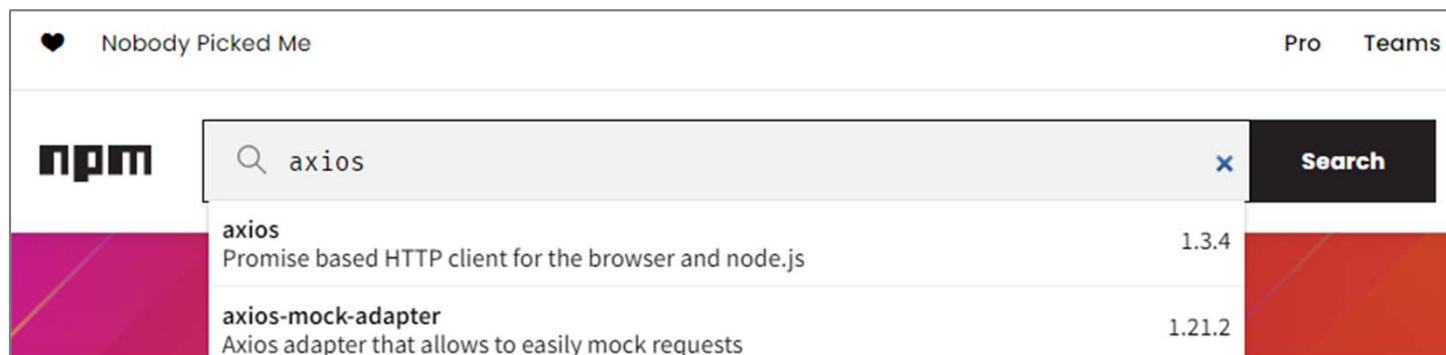 Nobody Picked Me Pro Teams
npm axios Search
axios 1.3.4
Promise based HTTP client for the browser and node.js
axios-mock-adapter 1.21.2
Axios adapter that allows to easily mock requests